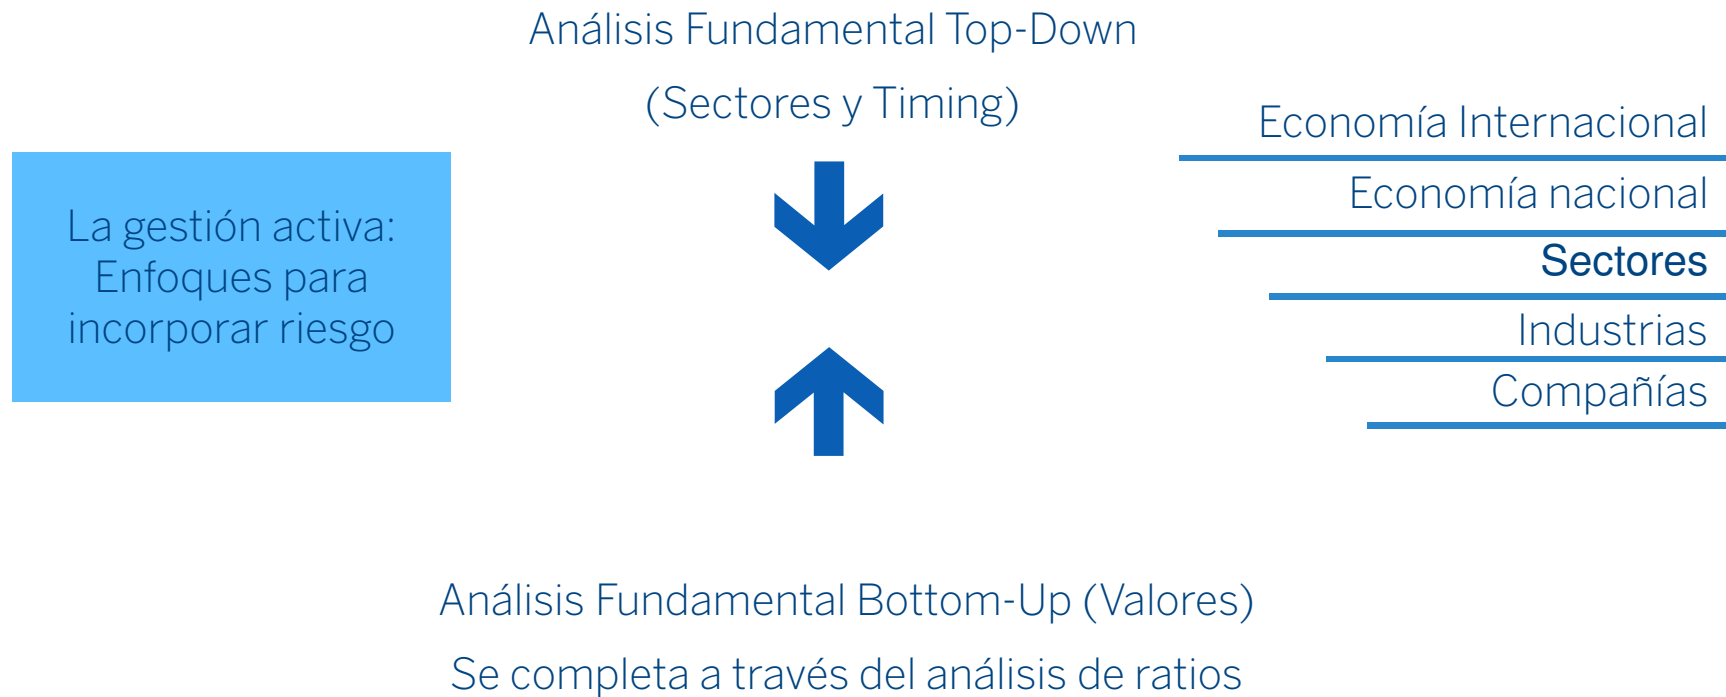 Análisis Fundamental Top-Down
(Sectores y Timing)
La gestión activa:
Enfoques para
incorporar riesgo
Economía Internacional
Economía nacional
Sectores
Industrias
Compañías
Análisis Fundamental Bottom-Up (Valores)
Se completa a través del análisis de ratios